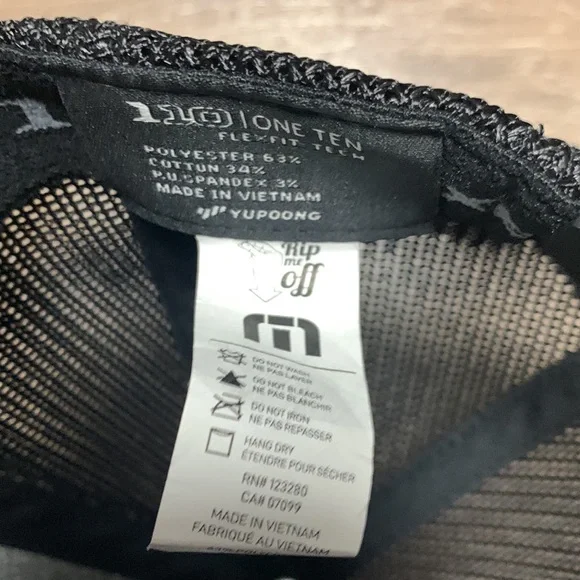 110 | ONE TEN
FLEXFIT TECH
POLYESTER 63%
COTTON 34%
P.U.SPANDEX 3%
MADE IN VIETNAM
YUPOONG
Rip
me
off
DO NOT WASH
NE PAS LAVER
DO NOT BLEACH
NE PAS BLANCHIR
DO NOT IRON
NE PAS REPASSER
HANG DRY
ÉTENDRE POUR SÉCHER
RN# 123280
CA# 07099
MADE IN VIETNAM
FABRIQUÉ AU VIETNAM